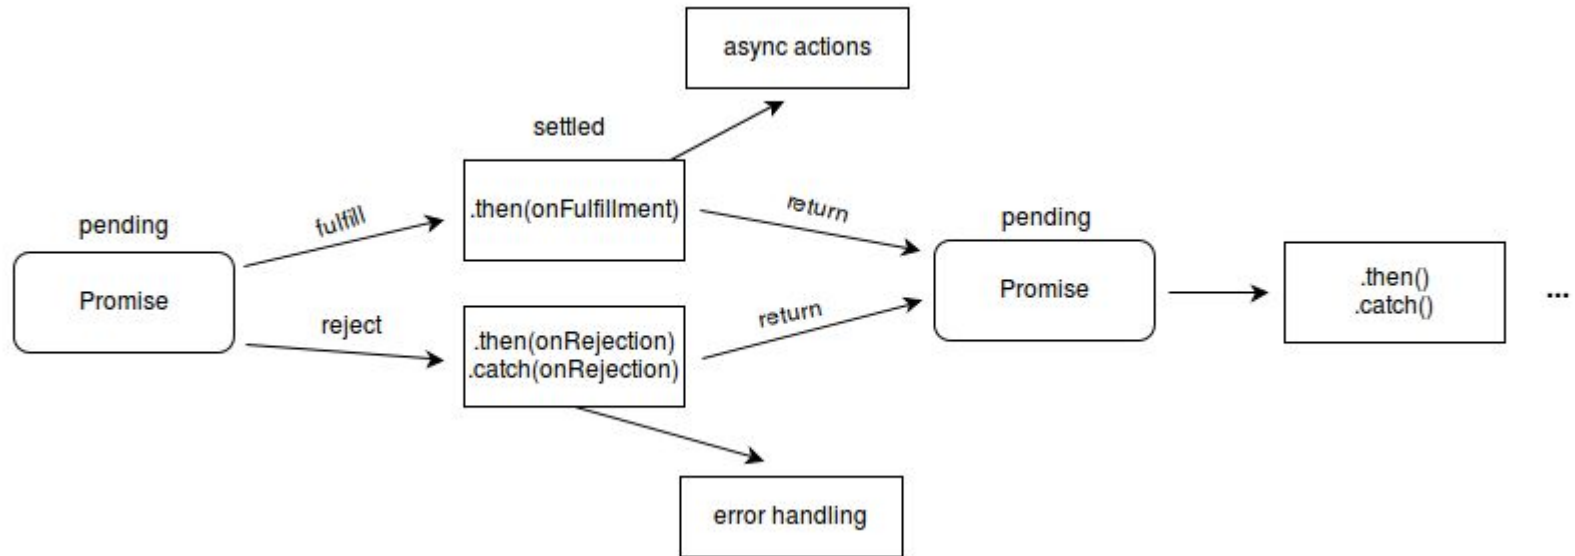 async actions
settled
.then(onFulfillment)
return
pending
fulfill
pending
Promise
Promise
.then()
.catch()
...
reject
.then(onRejection)
.catch(onRejection)
return
error handling